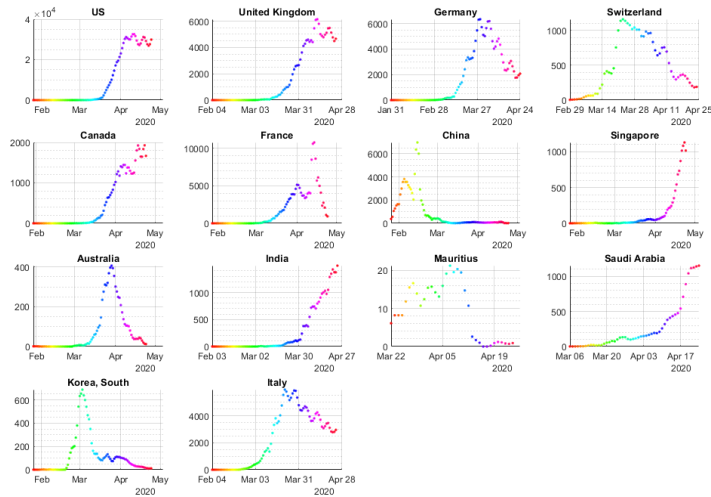 US
×10⁴
4
2
0
Feb Mar Apr May
2020
United Kingdom
6000
4000
2000
0
Feb 04 Mar 03 Mar 31 Apr 28
2020
Germany
6000
4000
2000
0
Jan 31 Feb 28 Mar 27 Apr 24
2020
Switzerland
1000
500
0
Feb 29 Mar 14 Mar 28 Apr 11 Apr 25
2020
Canada
2000
1000
0
Feb Mar Apr May
2020
France
10000
5000
0
Feb Mar Apr May
2020
China
6000
4000
2000
0
Feb Mar Apr May
2020
Singapore
1000
500
0
Feb Mar Apr May
2020
Australia
400
200
0
Feb Mar Apr May
2020
India
1000
500
0
Feb 03 Mar 02 Mar 30 Apr 27
2020
Mauritius
20
10
0
Mar 22 Apr 05 Apr 19
2020
Saudi Arabia
1000
500
0
Mar 06 Mar 20 Apr 03 Apr 17
2020
Korea, South
600
400
200
0
Feb Mar Apr May
2020
Italy
4000
2000
0
Feb 04 Mar 03 Mar 31 Apr 28
2020